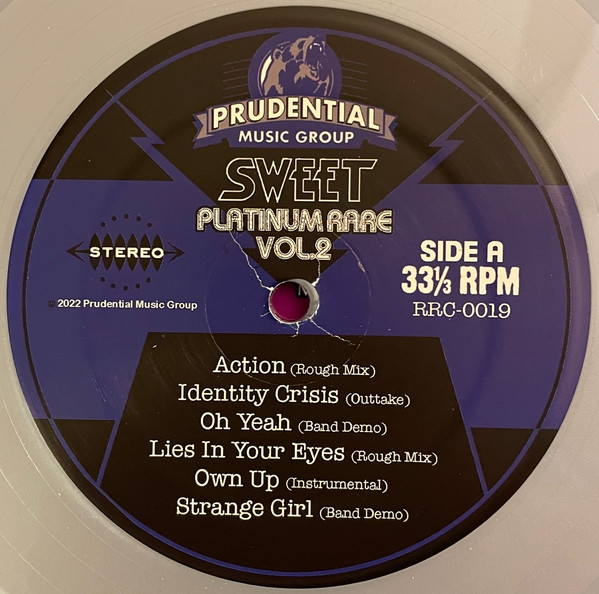 PRUDENTIAL
MUSIC GROUP
SWEET
PLATINUM RARE
VOL.2
STEREO
SIDE A
33⅓ RPM
RRC-0019
© 2022 Prudential Music Group
Action (Rough Mix)
Identity Crisis (Outtake)
Oh Yeah (Band Demo)
Lies In Your Eyes (Rough Mix)
Own Up (Instrumental)
Strange Girl (Band Demo)